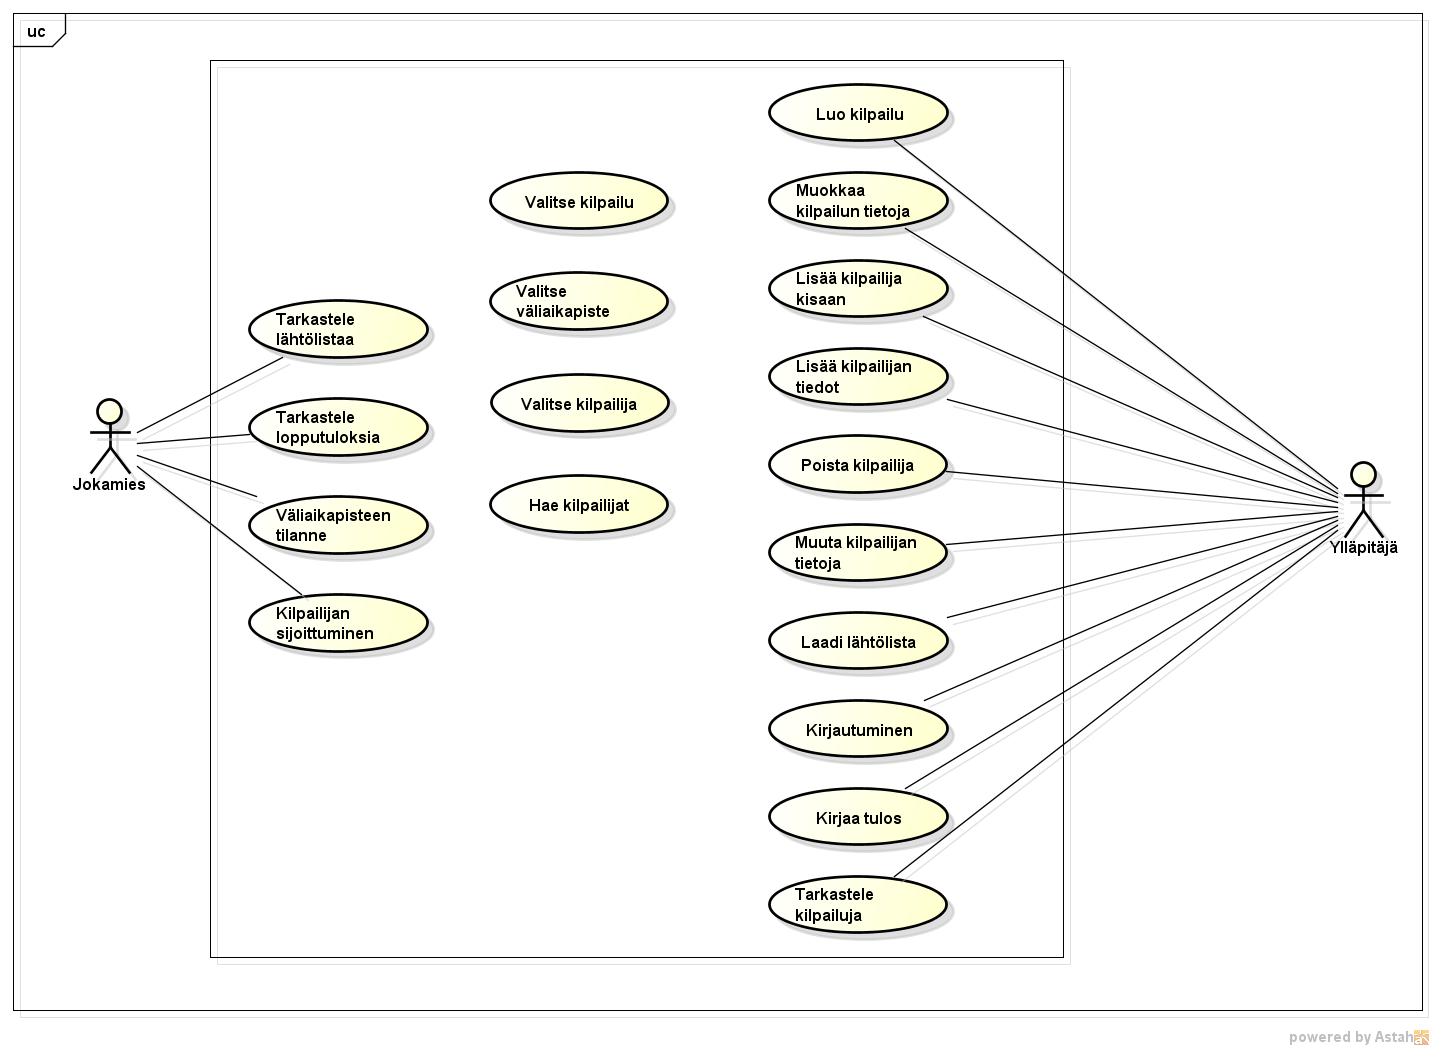 uc
Tarkastele
lähtölistaa
Tarkastele
lopputuloksia
Väliaikapisteen
tilanne
Kilpailijan
sijoittuminen
Jokamies
Valitse kilpailu
Valitse
väliaikapiste
Valitse kilpailija
Hae kilpailijat
Luo kilpailu
Muokkaa
kilpailun tietoja
Lisää kilpailija
kisaan
Lisää kilpailijan
tiedot
Poista kilpailija
Muuta kilpailijan
tietoja
Laadi lähtölista
Kirjautuminen
Kirjaa tulos
Tarkastele
kilpailuja
Ylläpitäjä
powered by Astah